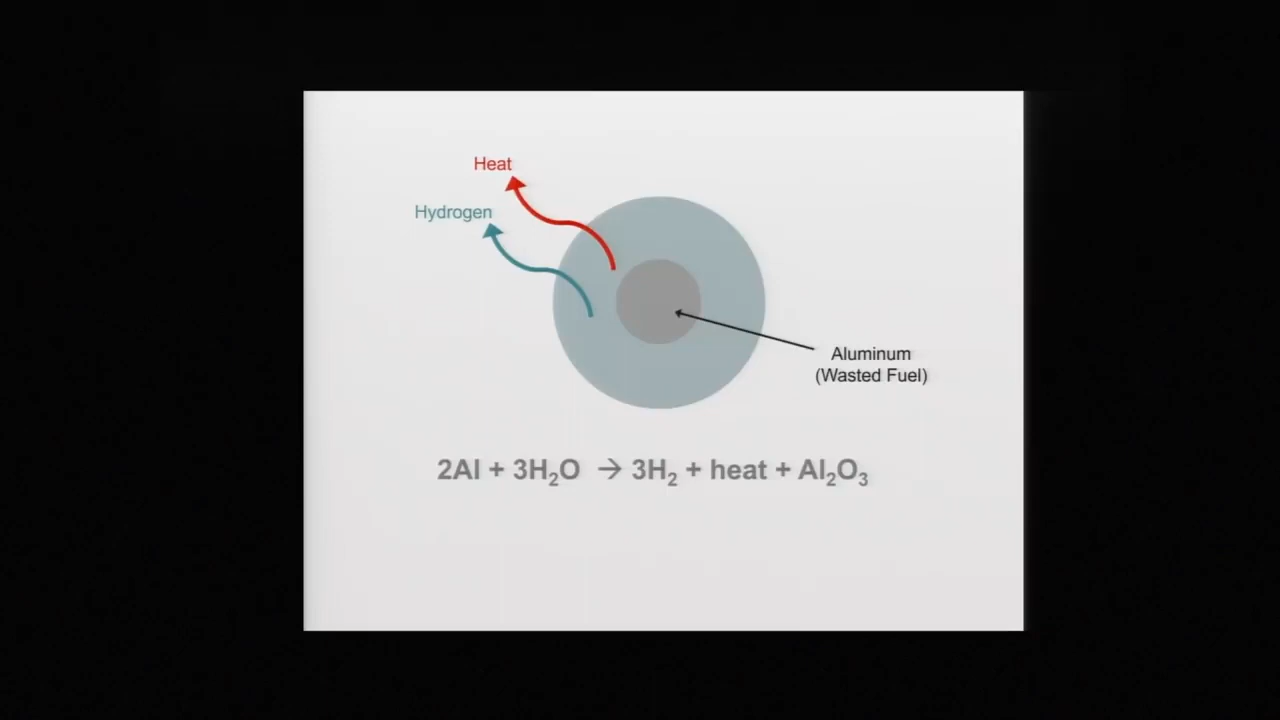 Heat
Hydrogen
Aluminum
(Wasted Fuel)
2Al + 3H₂O → 3H₂ + heat + Al₂O₃